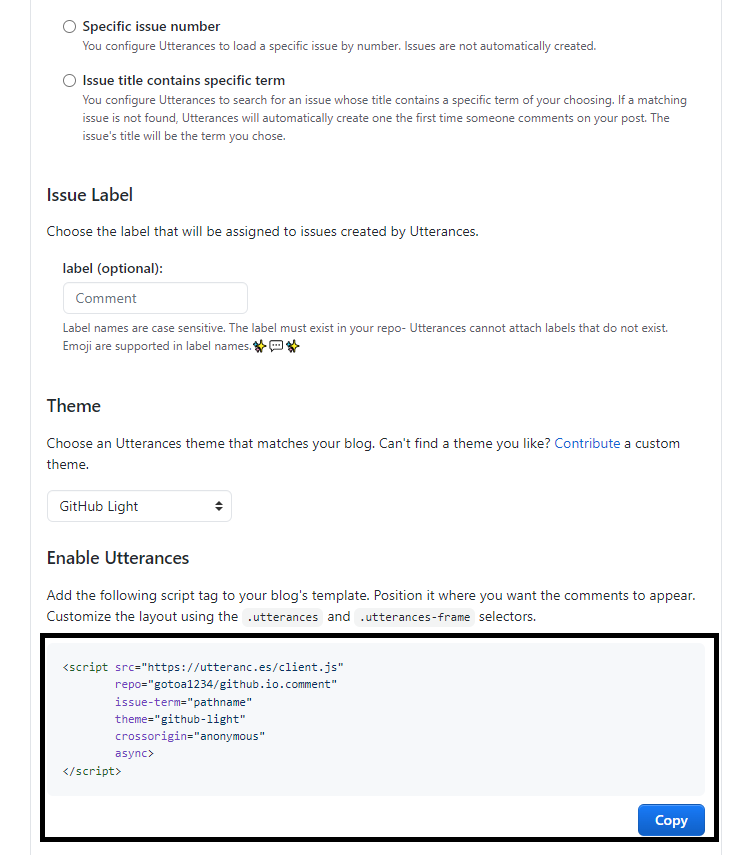 Specific issue number
You configure Utterances to load a specific issue by number. Issues are not automatically created.
Issue title contains specific term
You configure Utterances to search for an issue whose title contains a specific term of your choosing. If a matching
issue is not found, Utterances will automatically create one the first time someone comments on your post. The
issue's title will be the term you chose.
Issue Label
Choose the label that will be assigned to issues created by Utterances.
label (optional):
Comment
Label names are case sensitive. The label must exist in your repo- Utterances cannot attach labels that do not exist.
Emoji are supported in label names.✨💬✨
Theme
Choose an Utterances theme that matches your blog. Can't find a theme you like? Contribute a custom
theme.
GitHub Light
Enable Utterances
Add the following script tag to your blog's template. Position it where you want the comments to appear.
Customize the layout using the .utterances and .utterances-frame selectors.
<script src="https://utteranc.es/client.js"
        repo="gotoa1234/github.io.comment"
        issue-term="pathname"
        theme="github-light"
        crossorigin="anonymous"
        async>
</script>
Copy